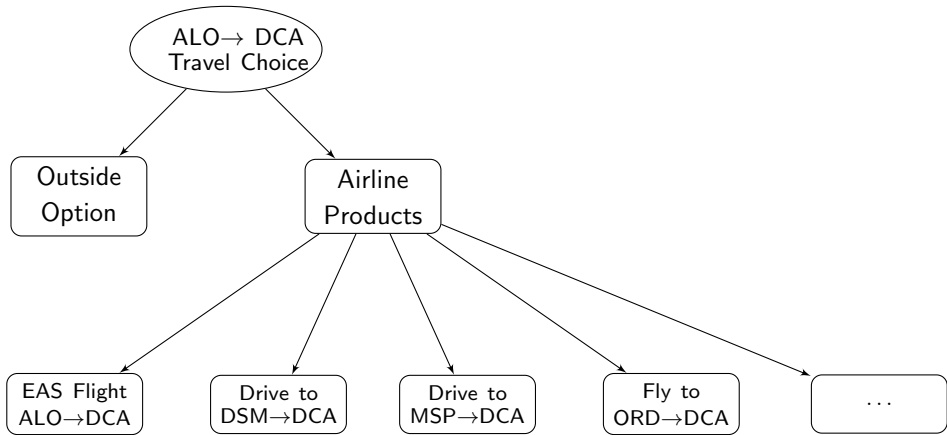 ALO→ DCA
Travel Choice
Outside
Option
Airline
Products
EAS Flight
ALO→DCA
Drive to
DSM→DCA
Drive to
MSP→DCA
Fly to
ORD→DCA
...